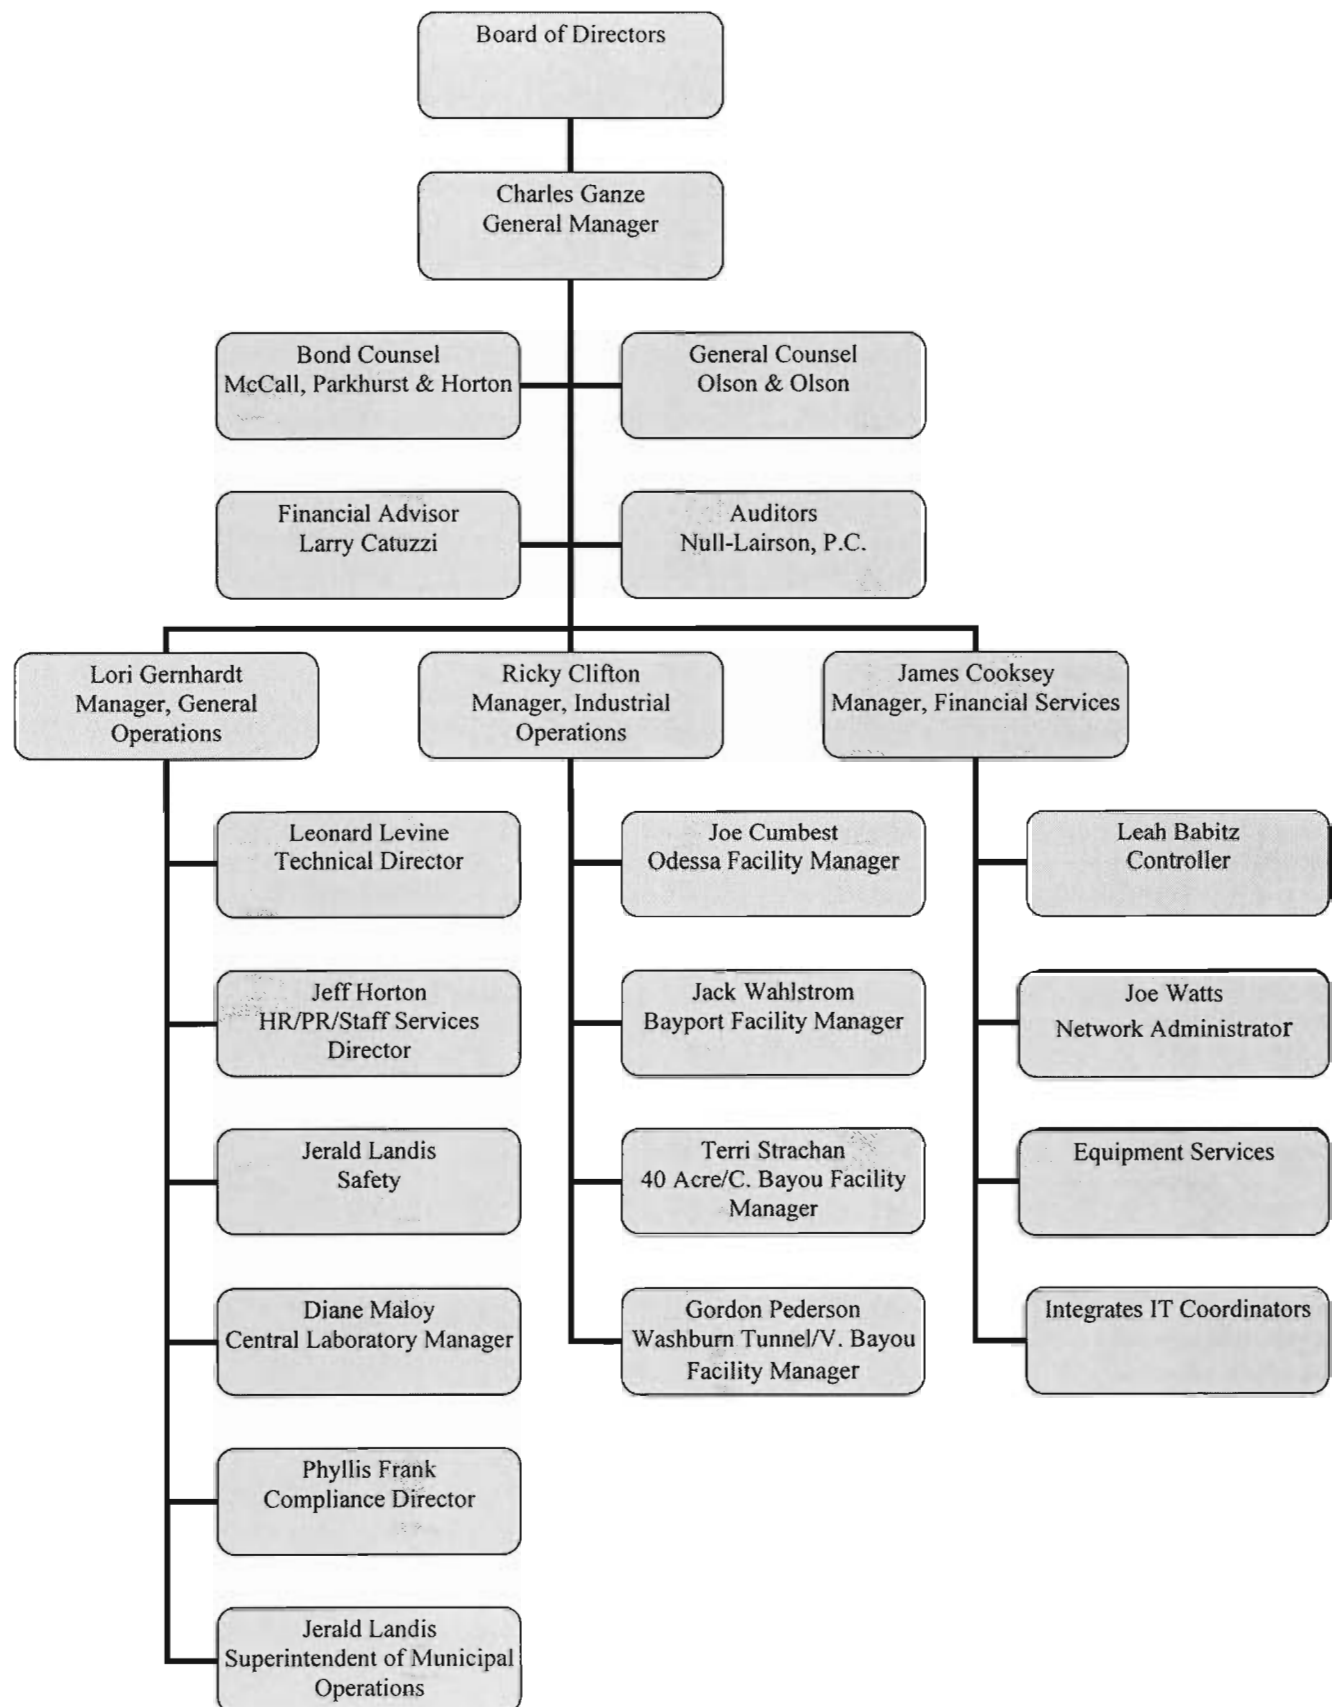 Board of Directors
Charles Ganze
General Manager
Bond Counsel
McCall, Parkhurst & Horton
General Counsel
Olson & Olson
Financial Advisor
Larry Catuzzi
Auditors
Null-Lairson, P.C.
Lori Gernhardt
Manager, General
Operations
Ricky Clifton
Manager, Industrial
Operations
James Cooksey
Manager, Financial Services
Leonard Levine
Technical Director
Joe Cumbest
Odessa Facility Manager
Leah Babitz
Controller
Jeff Horton
HR/PR/Staff Services
Director
Jack Wahlstrom
Bayport Facility Manager
Joe Watts
Network Administrator
Jerald Landis
Safety
Terri Strachan
40 Acre/C. Bayou Facility
Manager
Equipment Services
Diane Maloy
Central Laboratory Manager
Gordon Pederson
Washburn Tunnel/V. Bayou
Facility Manager
Integrates IT Coordinators
Phyllis Frank
Compliance Director
Jerald Landis
Superintendent of Municipal
Operations